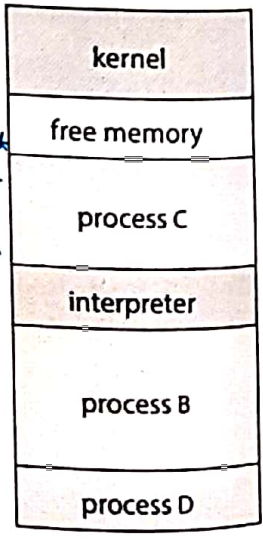 kernel
free memory
process C
interpreter
process B
process D